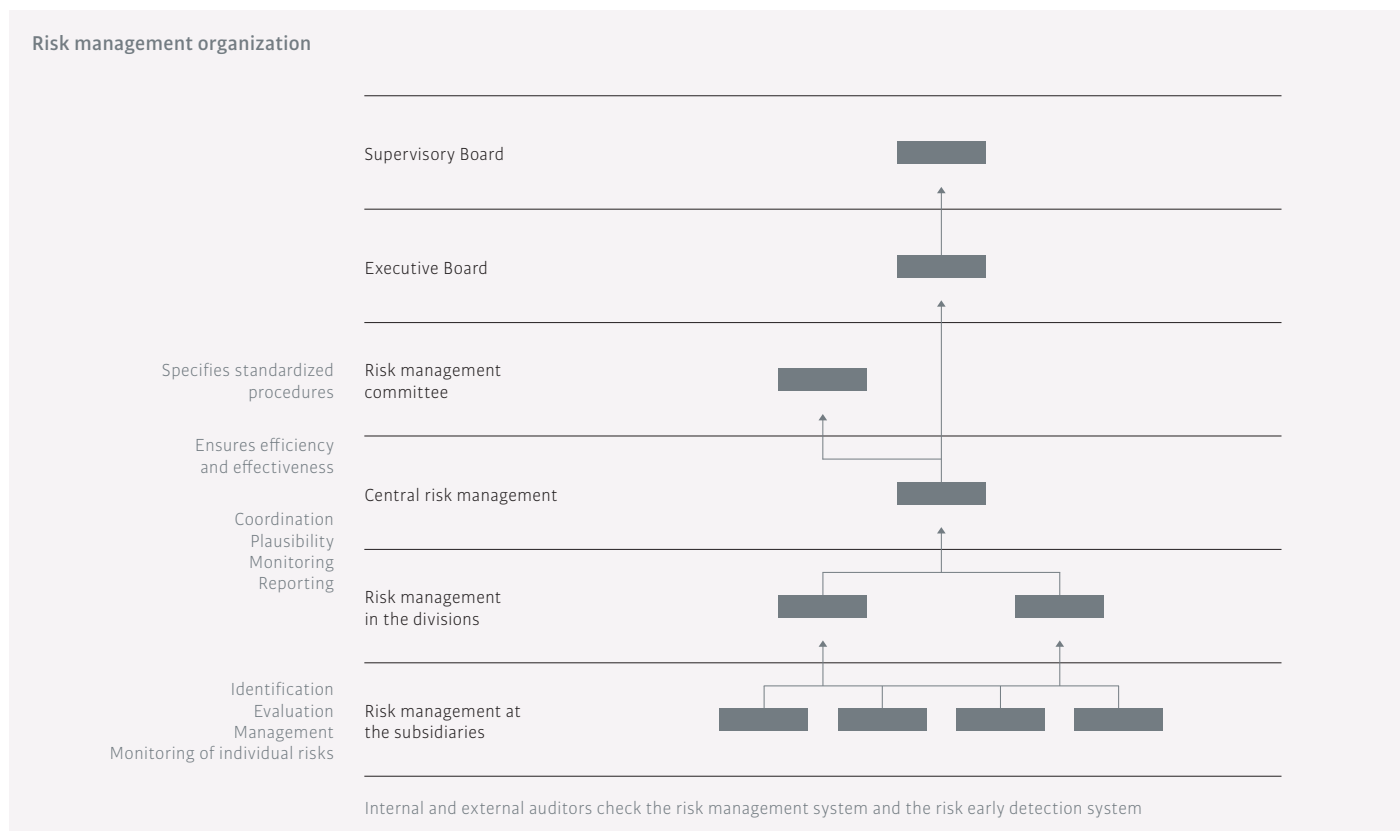 Risk management organization
Supervisory Board
Executive Board
Specifies standardized
procedures
Risk management
committee
Ensures efficiency
and effectiveness
Central risk management
Coordination
Plausibility
Monitoring
Reporting
Risk management
in the divisions
Identification
Evaluation
Management
Monitoring of individual risks
Risk management at
the subsidiaries
Internal and external auditors check the risk management system and the risk early detection system